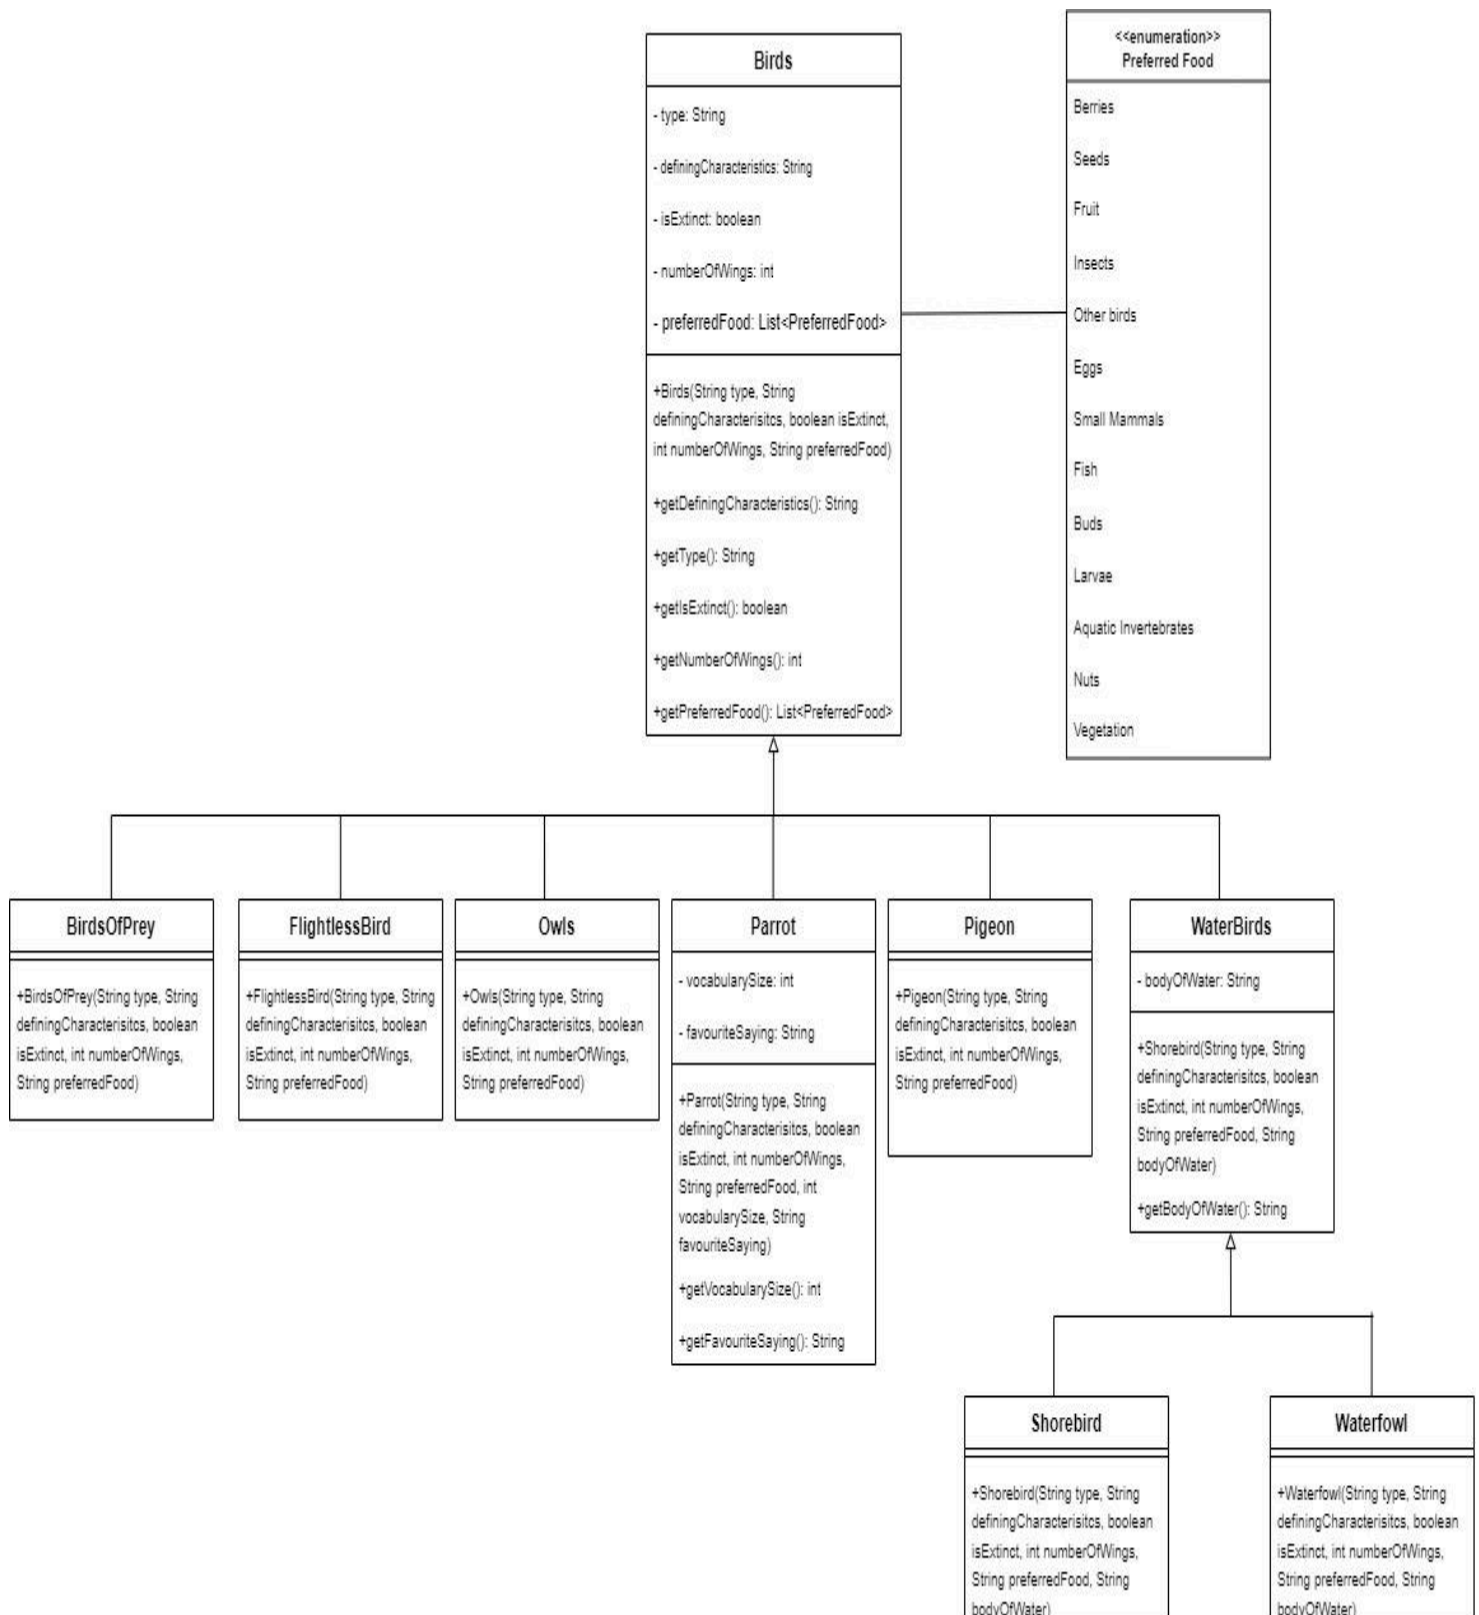 Birds
- type: String
- definingCharacteristics: String
- isExtinct: boolean
- numberOfWings: int
- preferredFood: List<PreferredFood>
+Birds(String type, String
definingCharacterisitcs, boolean isExtinct,
int numberOfWings, String preferredFood)
+getDefiningCharacteristics(): String
+getType(): String
+getIsExtinct(): boolean
+getNumberOfWings(): int
+getPreferredFood(): List<PreferredFood>
<<enumeration>>
Preferred Food
Berries
Seeds
Fruit
Insects
Other birds
Eggs
Small Mammals
Fish
Buds
Larvae
Aquatic Invertebrates
Nuts
Vegetation
BirdsOfPrey
+BirdsOfPrey(String type, String
definingCharacterisitcs, boolean
isExtinct, int numberOfWings,
String preferredFood)
FlightlessBird
+FlightlessBird(String type, String
definingCharacterisitcs, boolean
isExtinct, int numberOfWings,
String preferredFood)
Owls
+Owls(String type, String
definingCharacterisitcs, boolean
isExtinct, int numberOfWings,
String preferredFood)
Parrot
- vocabularySize: int
- favouriteSaying: String
+Parrot(String type, String
definingCharacterisitcs, boolean
isExtinct, int numberOfWings,
String preferredFood, int
vocabularySize, String
favouriteSaying)
+getVocabularySize(): int
+getFavouriteSaying(): String
Pigeon
+Pigeon(String type, String
definingCharacterisitcs, boolean
isExtinct, int numberOfWings,
String preferredFood)
WaterBirds
- bodyOfWater: String
+Shorebird(String type, String
definingCharacterisitcs, boolean
isExtinct, int numberOfWings,
String preferredFood, String
bodyOfWater)
+getBodyOfWater(): String
Shorebird
+Shorebird(String type, String
definingCharacterisitcs, boolean
isExtinct, int numberOfWings,
String preferredFood, String
bodyOfWater)
Waterfowl
+Waterfowl(String type, String
definingCharacterisitcs, boolean
isExtinct, int numberOfWings,
String preferredFood, String
bodyOfWater)